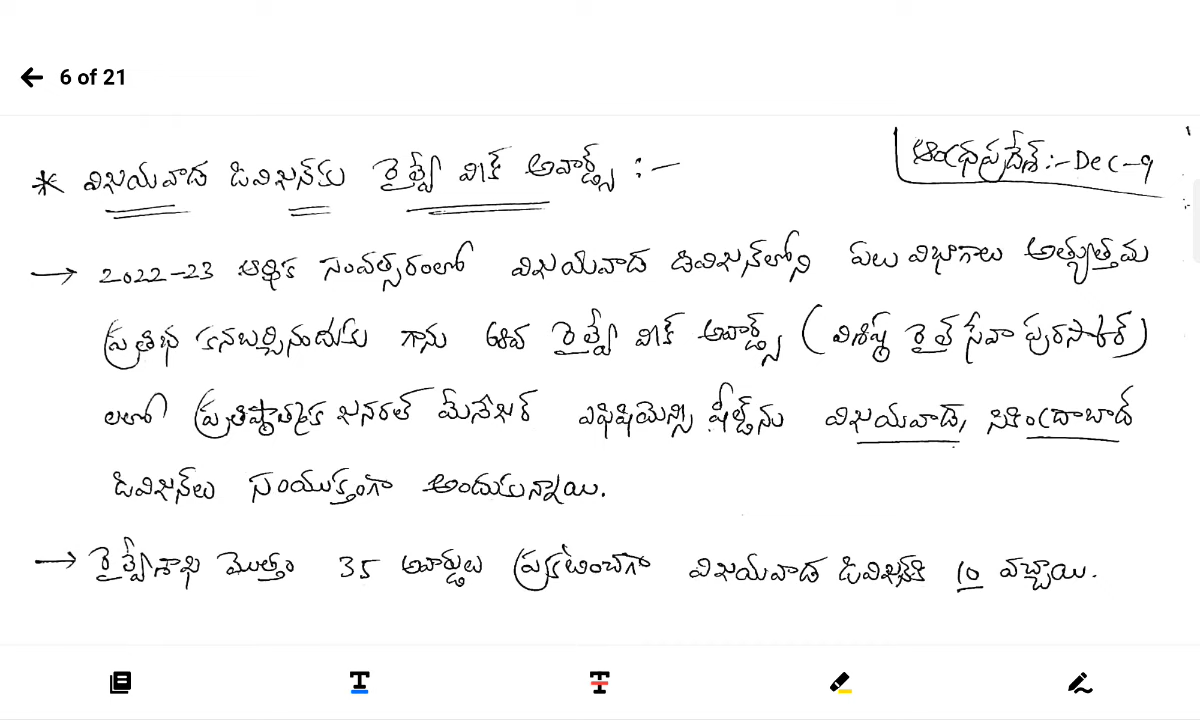 6 of 21
ఆంధ్రప్రదేశ్:- Dec-9
* విజయవాడ డివిజన్‌కు రైల్వే వీక్ అవార్డ్స్ :-
→ 2022-23 ఆర్థిక సంవత్సరంలో విజయవాడ డివిజన్‌లోని పలు విభాగాలు అత్యుత్తమ
ప్రతిభ కనబర్చినందుకు గాను 68వ రైల్వే వీక్ అవార్డ్స్ (విశిష్ట రైల్ సేవా పురస్కార్)
లలో ప్రతిష్ఠాత్మక జనరల్ మేనేజర్ ఎఫిషియెన్సి షీల్డ్‌ను విజయవాడ, సికింద్రాబాద్
డివిజన్‌లు సంయుక్తంగా అందుకున్నాయి.
→ రైల్వేశాఖ మొత్తం 35 అవార్డులు ప్రకటించగా విజయవాడ డివిజన్‌కి 10 వచ్చాయి.